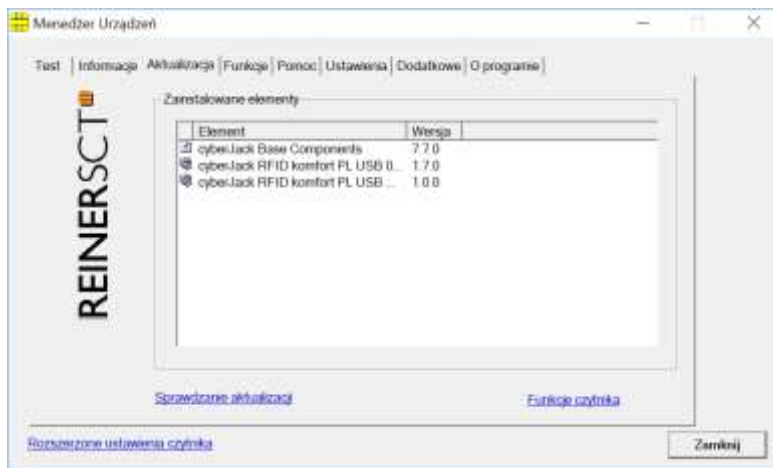 Menedżer Urządzeń
Test Informacje Aktualizacja Funkcje Pomoc Ustawienia Dodatkowe O programie
REINERSCT
Zainstalowane elementy
Element Wersja
cyberJack Base Components 7.7.0
cyberJack RFID komfort PL USB 0... 1.7.0
cyberJack RFID komfort PL USB ... 1.0.0
Sprawdzanie aktualizacji Funkcje czytnika
Rozszerzone ustawienia czytnika Zamknij